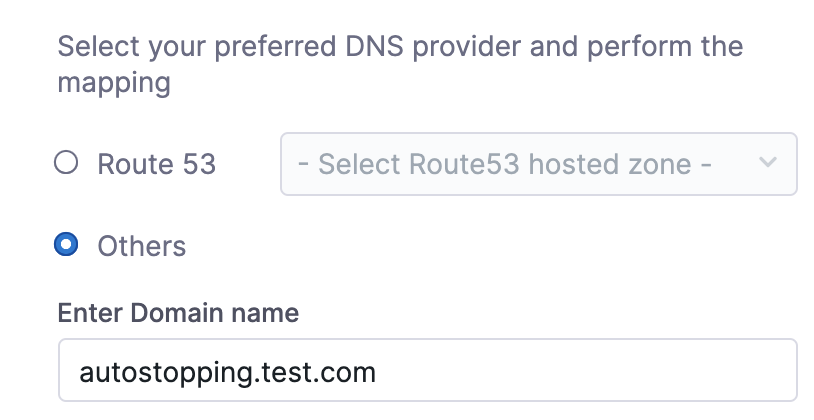 Select your preferred DNS provider and perform the
mapping
Route 53
- Select Route53 hosted zone -
Others
Enter Domain name
autostopping.test.com